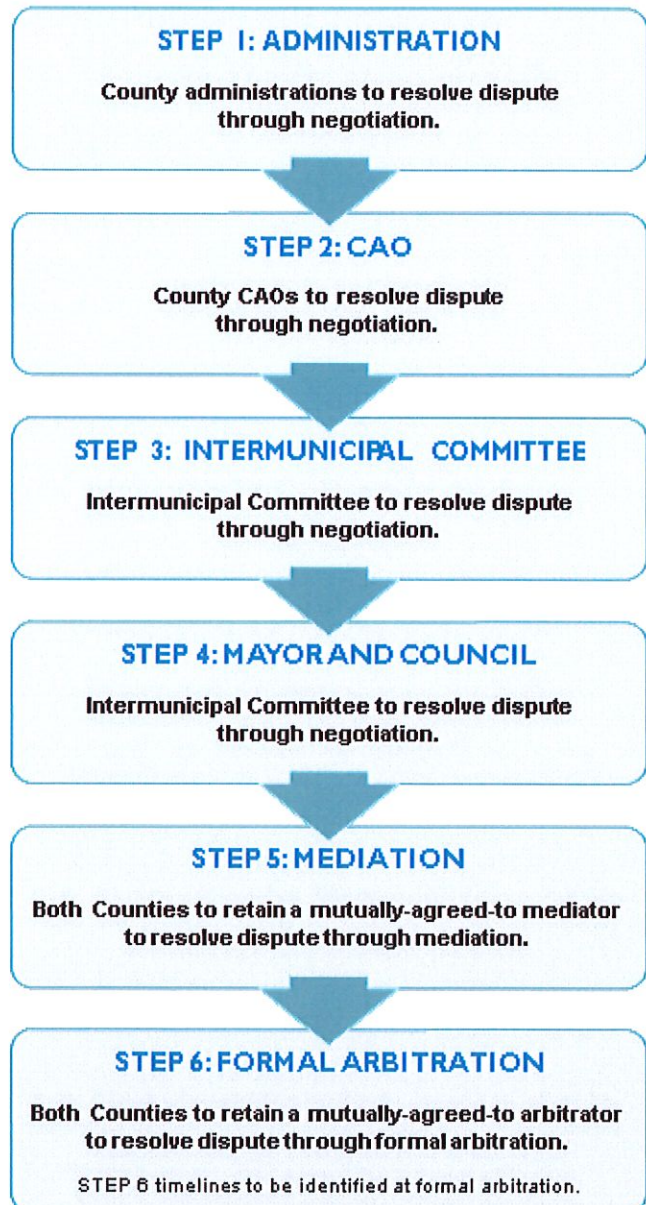 STEP 1: ADMINISTRATION
County administrations to resolve dispute
through negotiation.
STEP 2: CAO
County CAOs to resolve dispute
through negotiation.
STEP 3: INTERMUNICIPAL COMMITTEE
Intermunicipal Committee to resolve dispute
through negotiation.
STEP 4: MAYOR AND COUNCIL
Intermunicipal Committee to resolve dispute
through negotiation.
STEP 5: MEDIATION
Both Counties to retain a mutually-agreed-to mediator
to resolve dispute through mediation.
STEP 6: FORMAL ARBITRATION
Both Counties to retain a mutually-agreed-to arbitrator
to resolve dispute through formal arbitration.
STEP 6 timelines to be identified at formal arbitration.